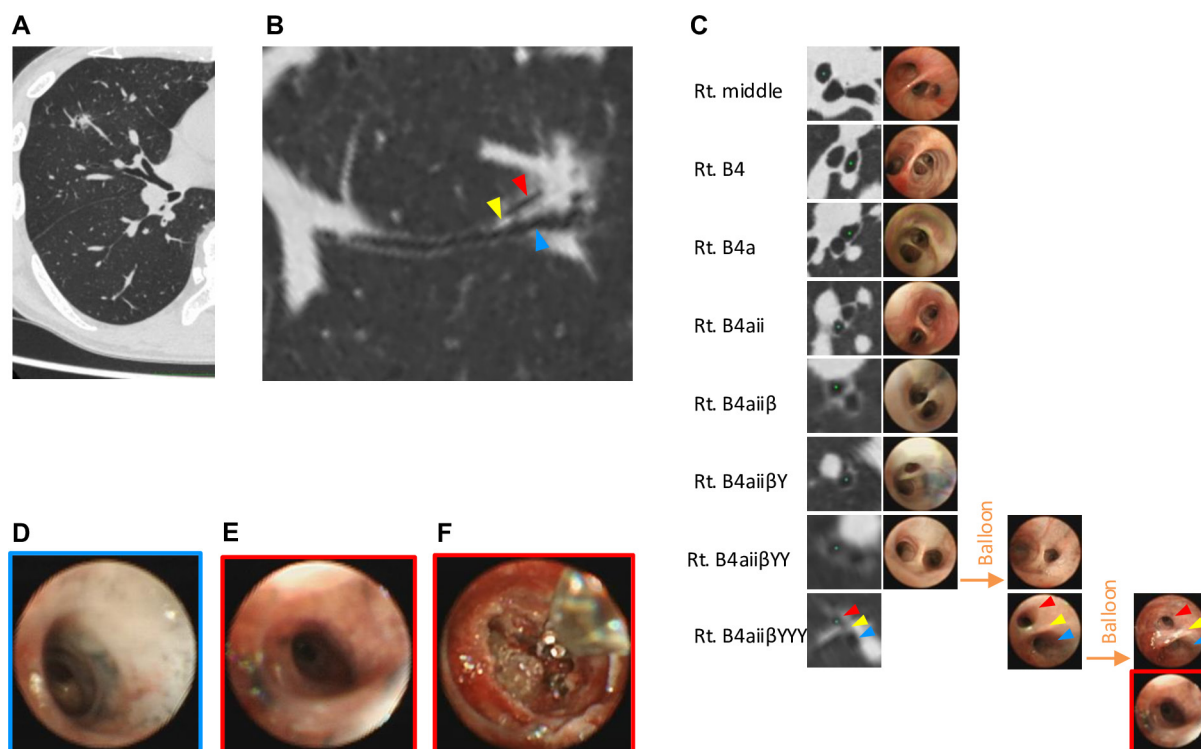 A
B
C
Rt. middle
Rt. B4
Rt. B4a
Rt. B4aii
Rt. B4aiiβ
Rt. B4aiiβY
Rt. B4aiiβYY
Balloon
Rt. B4aiiβYYY
Balloon
D
E
F